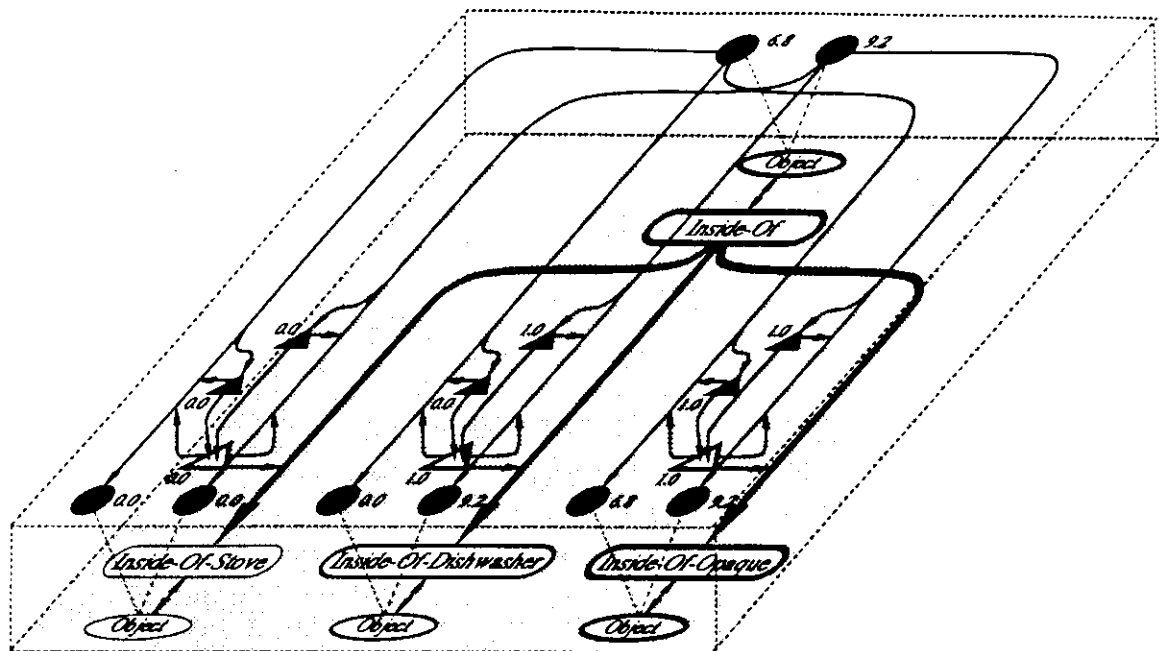 6.8 9.2
Object
Inside-Of
0.0 1.0 1.0
0.0 0.0 1.0
0.0 1.0 1.0
0.0 0.0 0.0 9.2 6.8 9.2
Inside-Of-Stove Inside-Of-Dishwasher Inside-Of-Opaque
Object Object Object